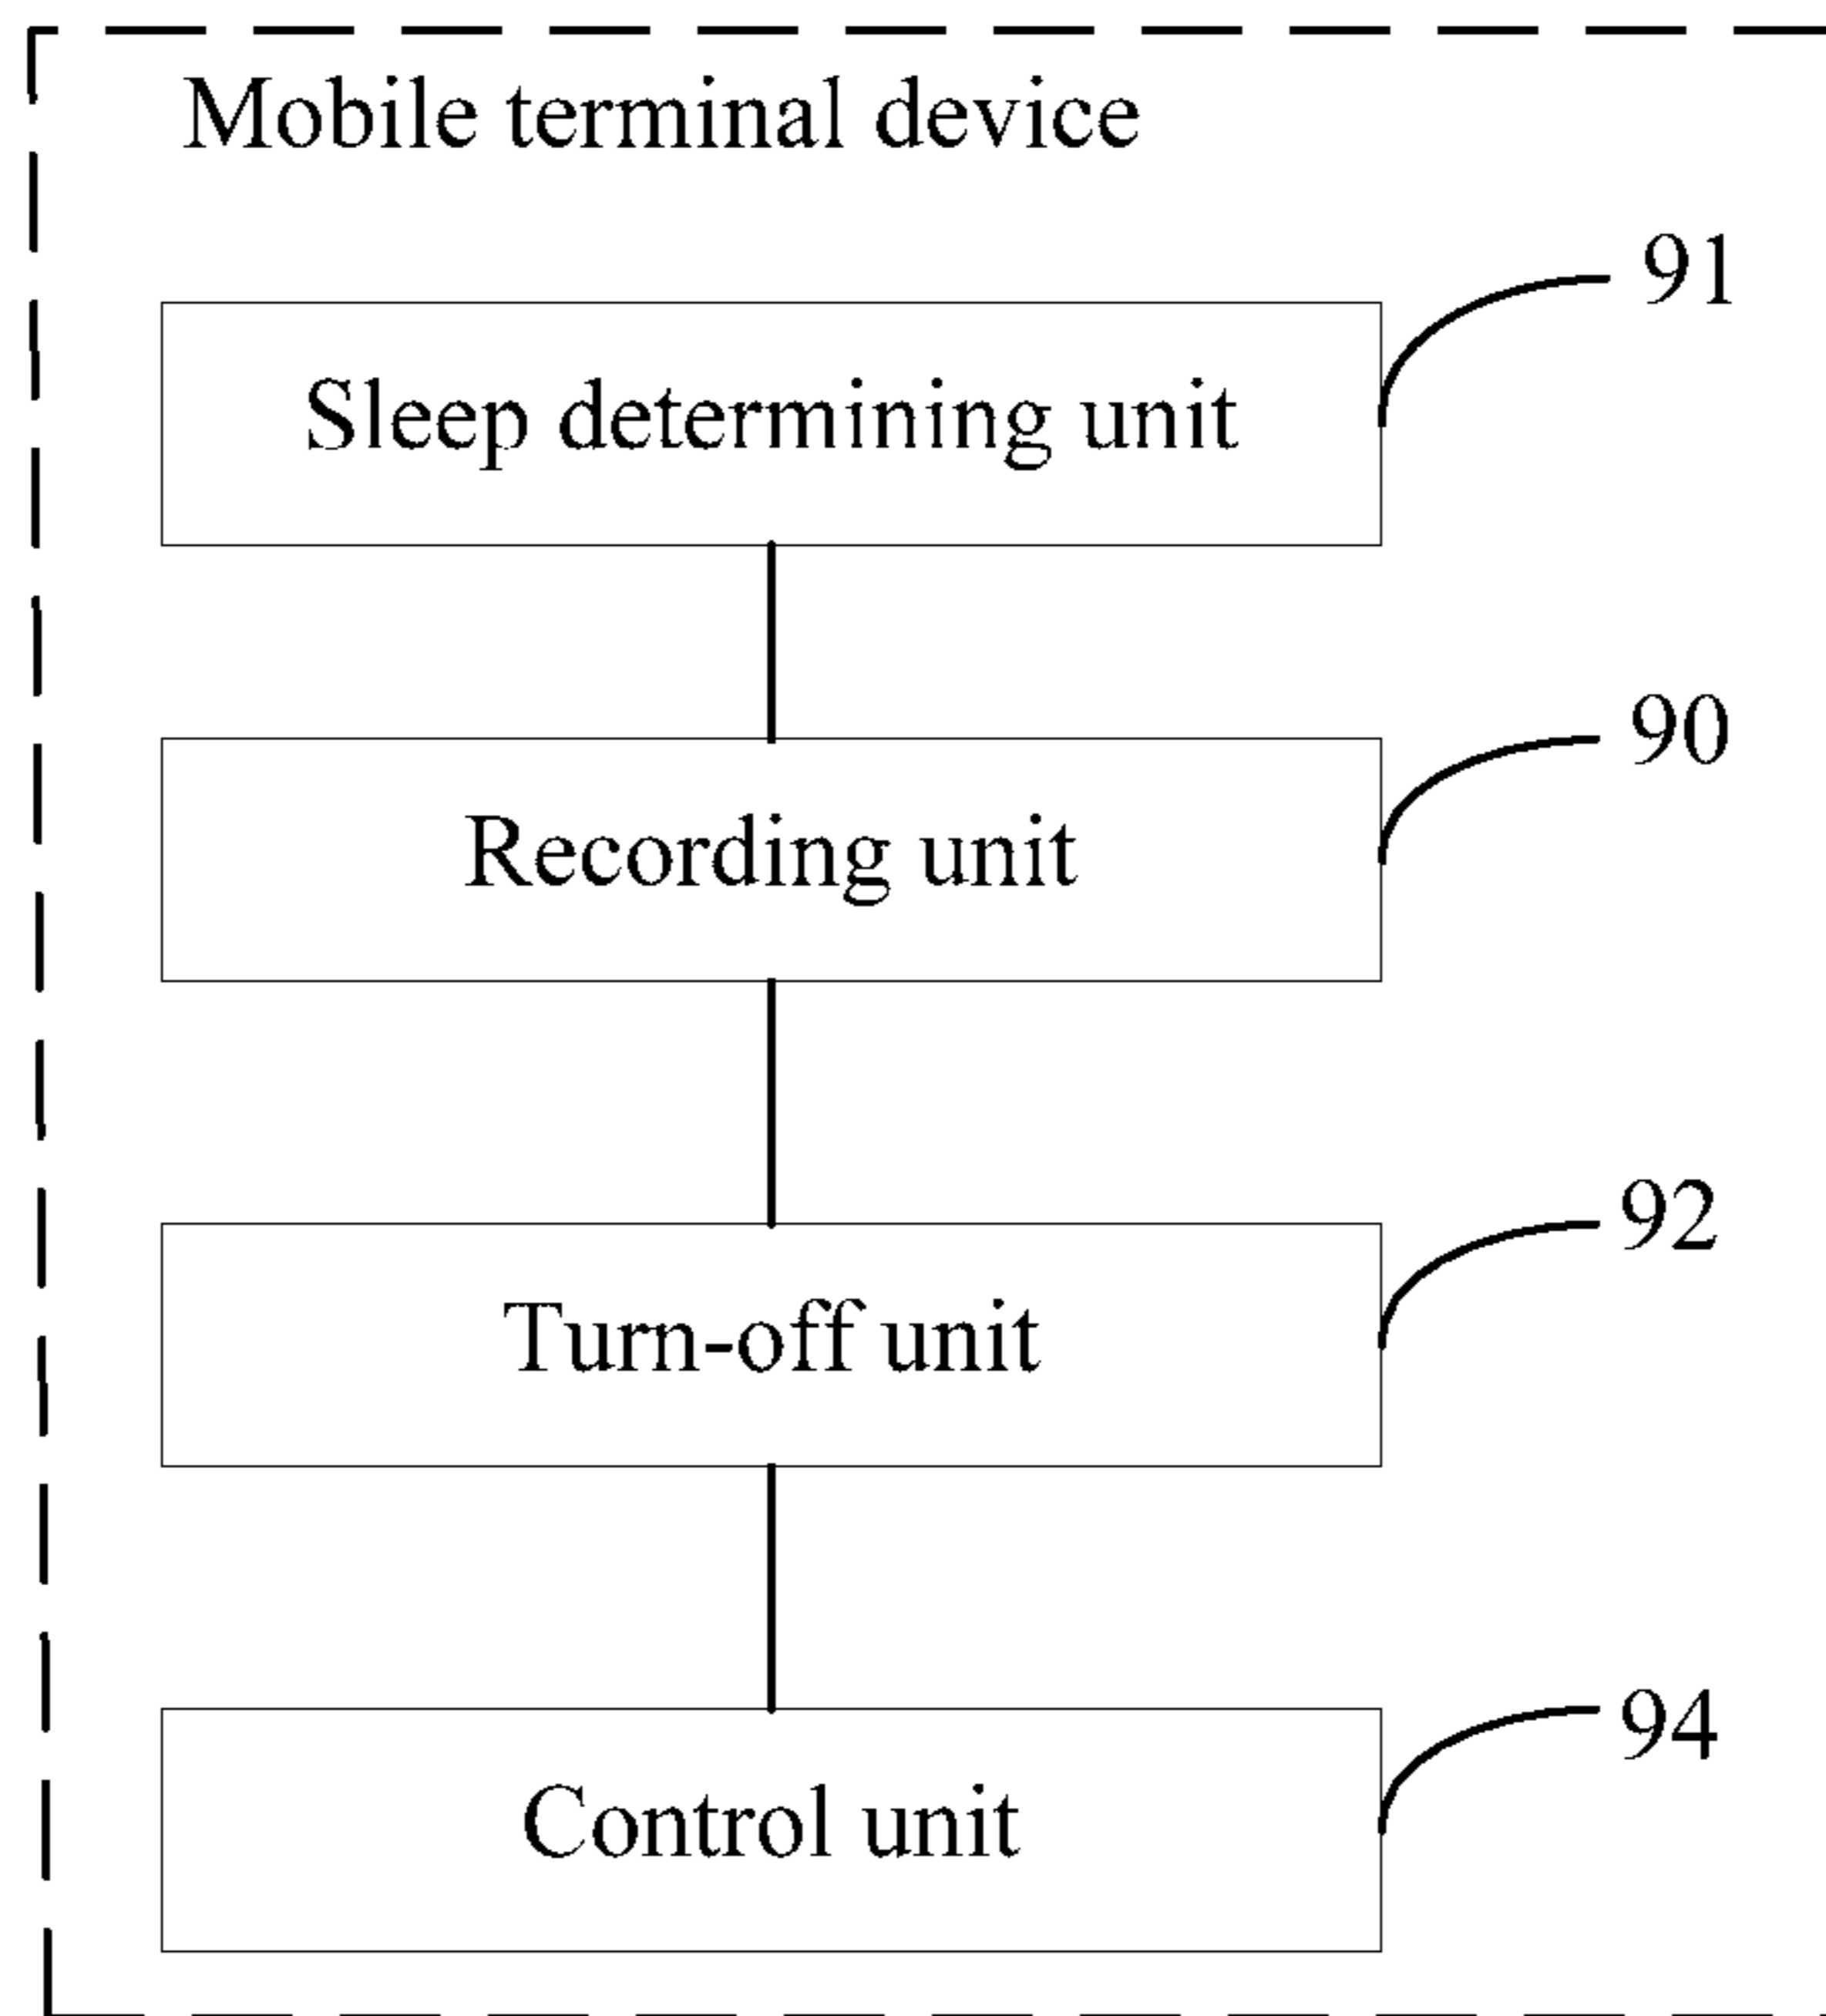 Mobile terminal device
91
Sleep determining unit
90
Recording unit
92
Turn-off unit
94
Control unit